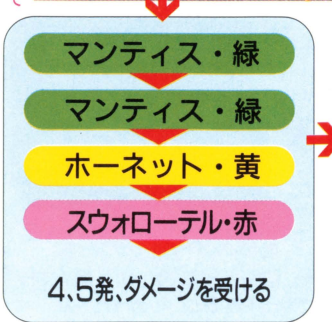 マンティス・緑
マンティス・緑
ホーネット・黄
スウォローテル・赤
4、5発、ダメージを受ける